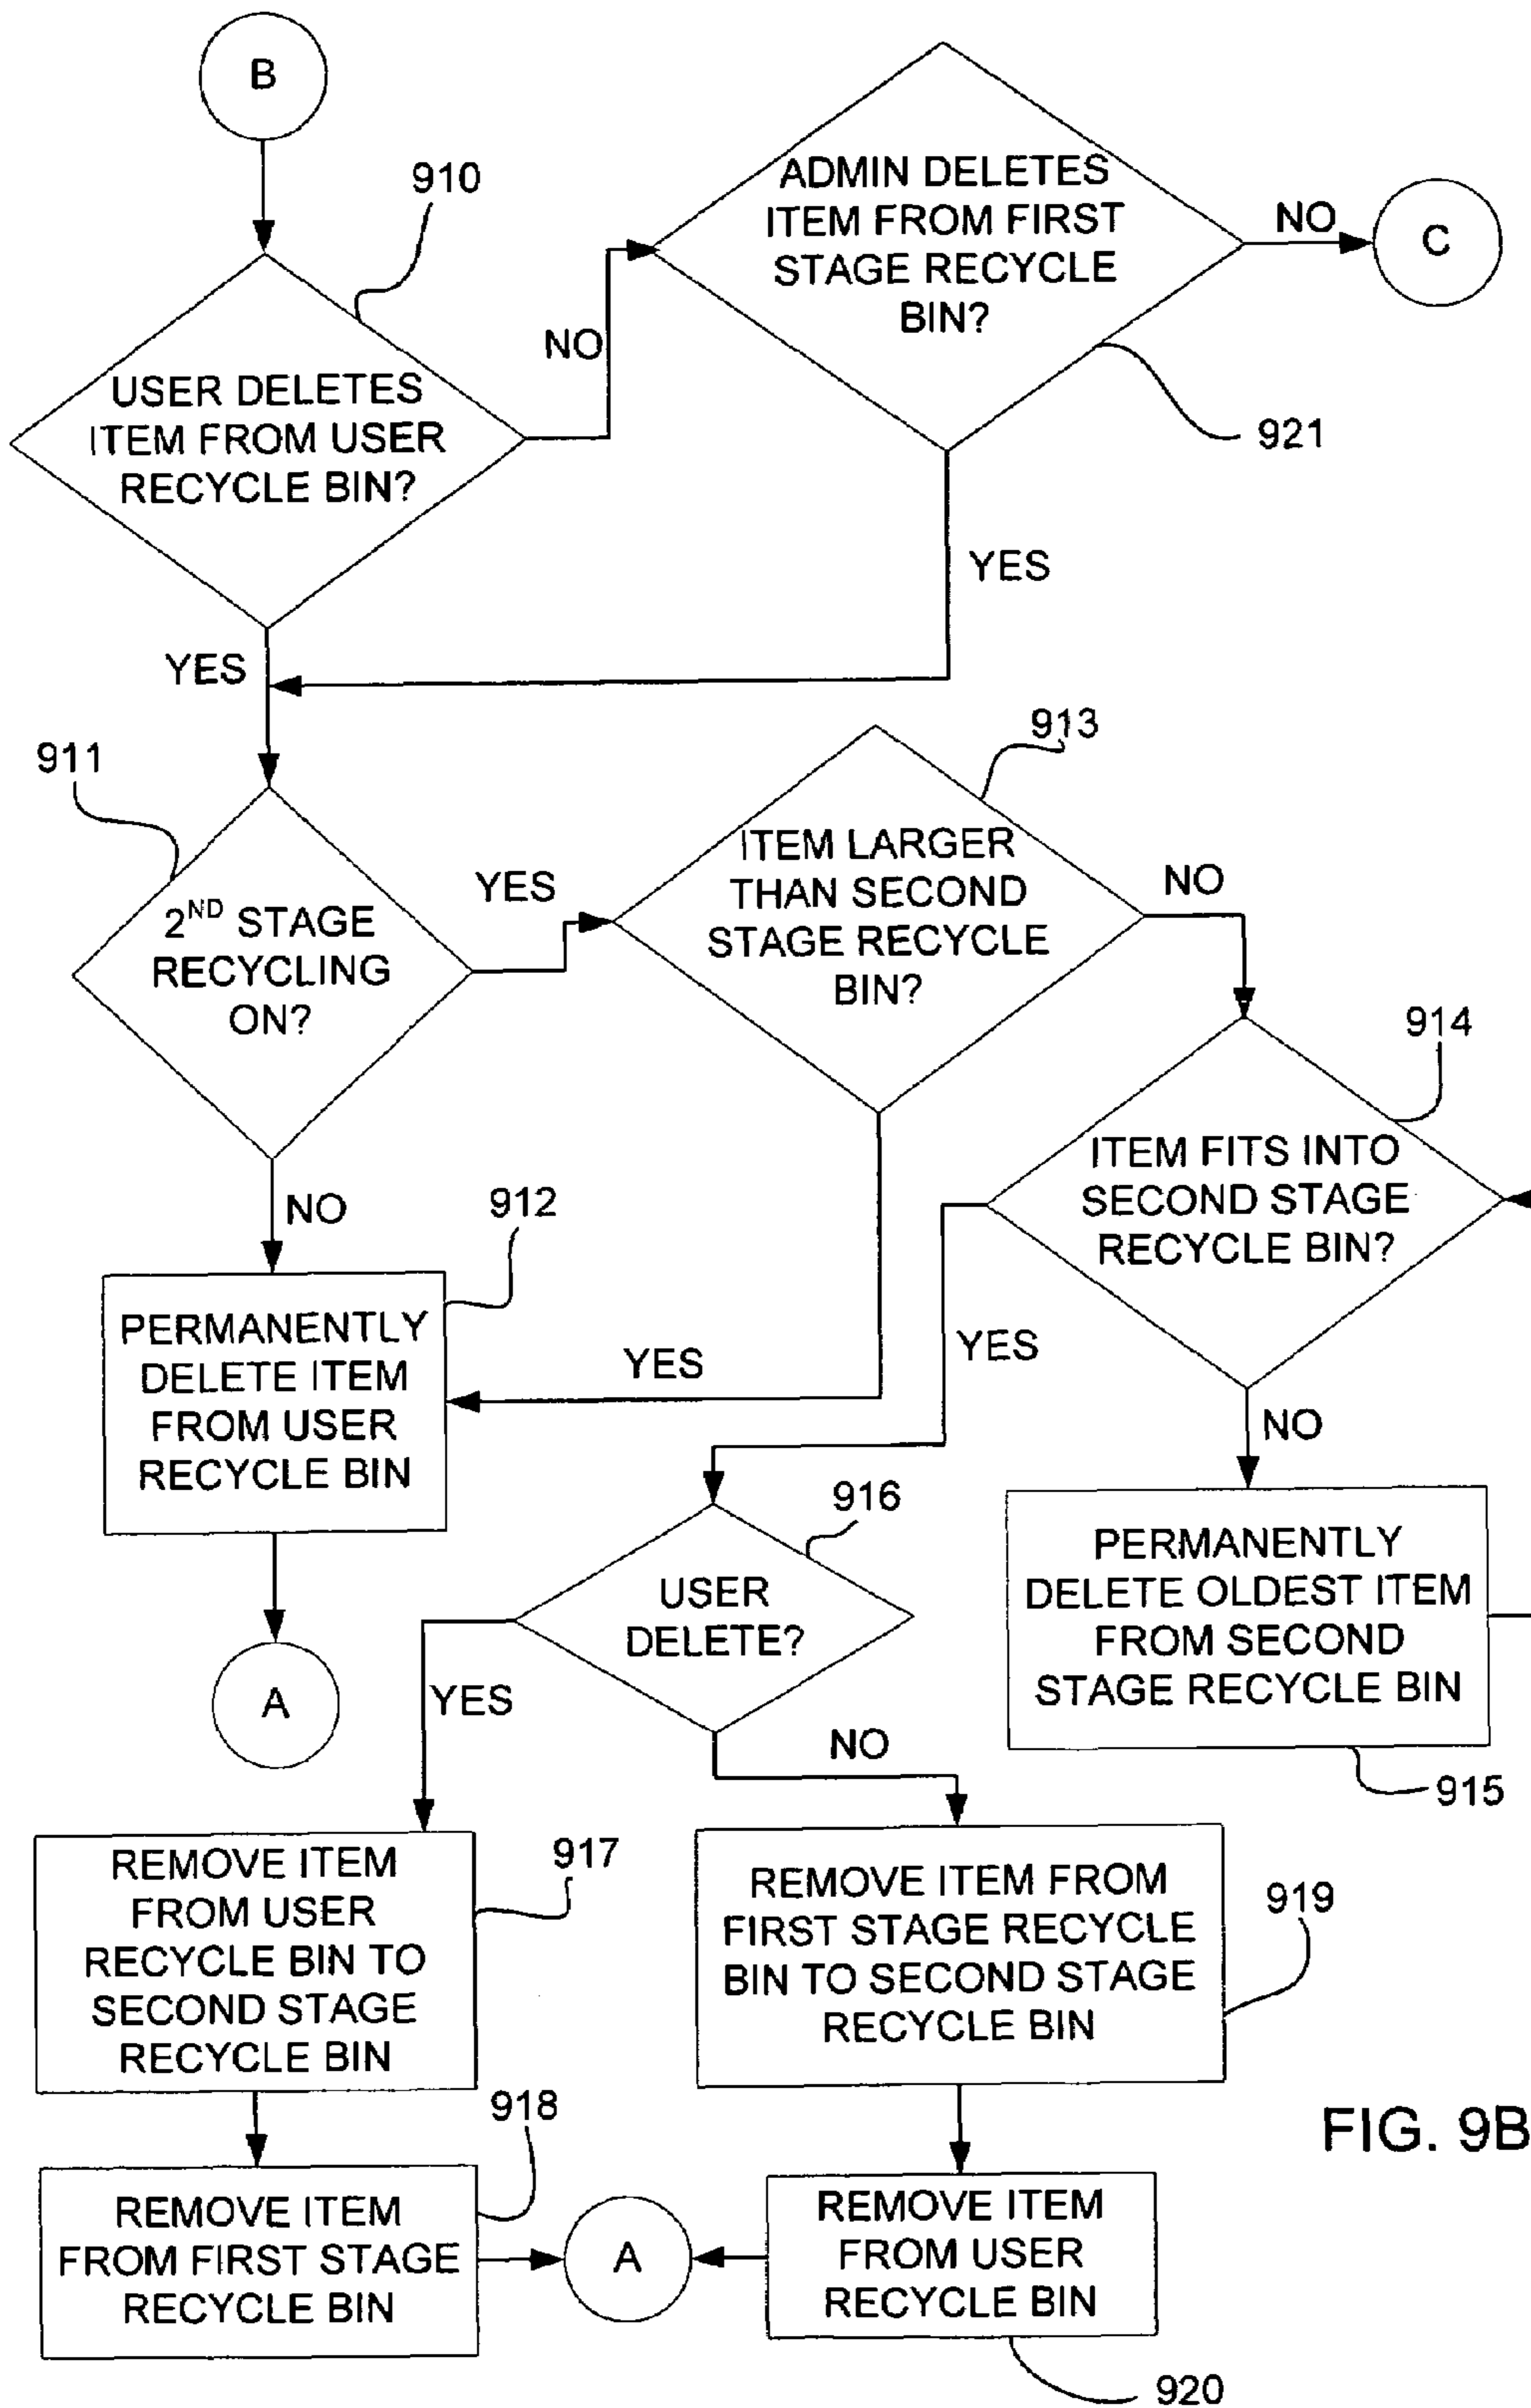 B
910
ADMIN DELETES
ITEM FROM FIRST
STAGE RECYCLE
BIN?
NO
C
921
NO
USER DELETES
ITEM FROM USER
RECYCLE BIN?
YES
YES
911
2ND STAGE
RECYCLING
ON?
YES
913
ITEM LARGER
THAN SECOND
STAGE RECYCLE
BIN?
NO
914
ITEM FITS INTO
SECOND STAGE
RECYCLE BIN?
NO
912
PERMANENTLY
DELETE ITEM
FROM USER
RECYCLE BIN
YES
YES
NO
A
916
USER
DELETE?
PERMANENTLY
DELETE OLDEST ITEM
FROM SECOND
STAGE RECYCLE BIN
915
YES
NO
REMOVE ITEM
FROM USER
RECYCLE BIN TO
SECOND STAGE
RECYCLE BIN
917
REMOVE ITEM FROM
FIRST STAGE RECYCLE
BIN TO SECOND STAGE
RECYCLE BIN
919
918
REMOVE ITEM
FROM FIRST STAGE
RECYCLE BIN
A
REMOVE ITEM
FROM USER
RECYCLE BIN
920
FIG. 9B